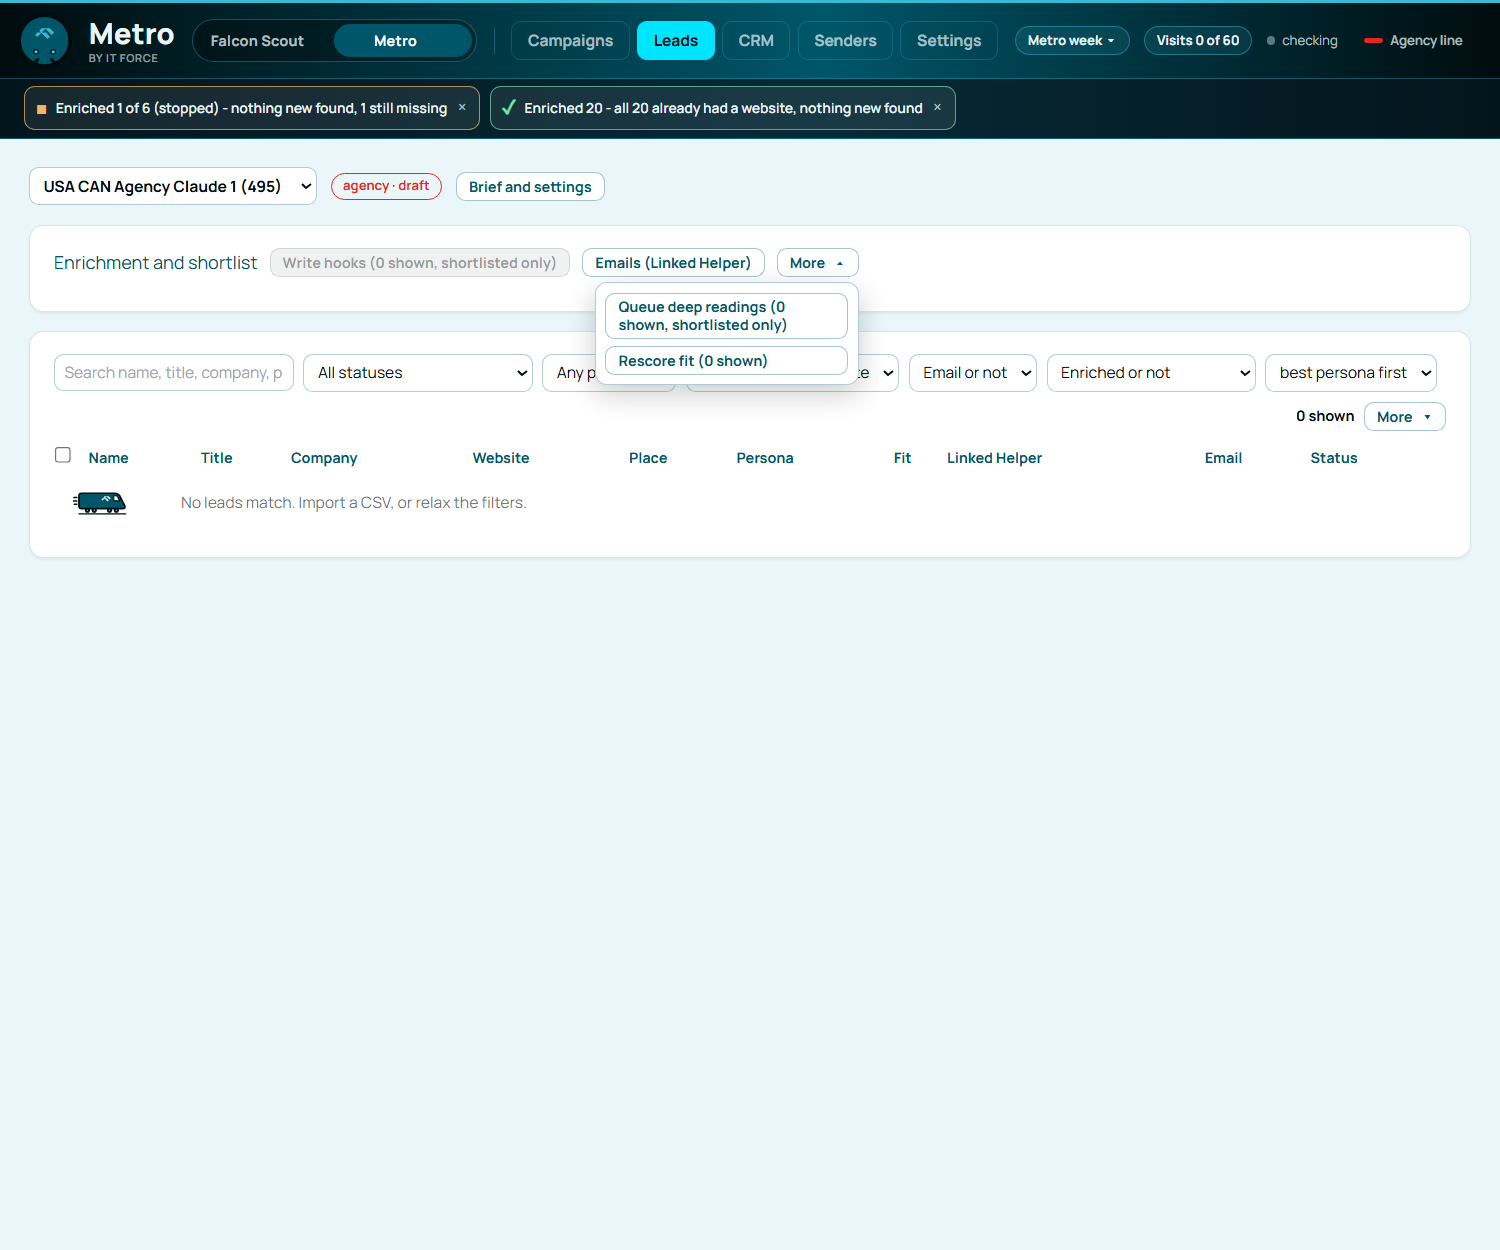 Metro
BY IT FORCE
Falcon Scout
Metro
Campaigns
Leads
CRM
Senders
Settings
Metro week
Visits 0 of 60
checking
Agency line
Enriched 1 of 6 (stopped) - nothing new found, 1 still missing ×
Enriched 20 - all 20 already had a website, nothing new found ×
USA CAN Agency Claude 1 (495)
agency · draft
Brief and settings
Enrichment and shortlist
Write hooks (0 shown, shortlisted only)
Emails (Linked Helper)
More
Queue deep readings (0
shown, shortlisted only)
Rescore fit (0 shown)
Search name, title, company, p
All statuses
Any p
Email or not
Enriched or not
best persona first
0 shown
More
Name
Title
Company
Website
Place
Persona
Fit
Linked Helper
Email
Status
No leads match. Import a CSV, or relax the filters.